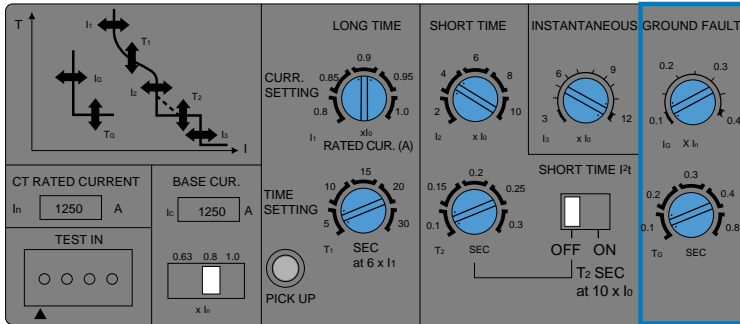 T
I₁
T₁
IG
I₂
T₂
TG
I₃
I
CT RATED CURRENT
In 1250 A
BASE CUR.
Ic 1250 A
TEST IN
0.63 0.8 1.0
x In
LONG TIME
CURR.
SETTING
0.8 0.85 0.9 0.95 1.0
I₁ xI₀
RATED CUR. (A)
TIME
SETTING
5 10 15 20 30
T₁ SEC
at 6 x I₁
PICK UP
SHORT TIME
2 4 6 8 10
I₂ x I₀
0.1 0.15 0.2 0.25 0.3
T₂ SEC
INSTANTANEOUS
3 6 9 12
I₃ x I₀
SHORT TIME I²t
OFF ON
T₂ SEC
at 10 x I₀
GROUND FAULT
0.1 0.2 0.3 0.4
IG X In
0.1 0.2 0.3 0.4 0.8
TG SEC